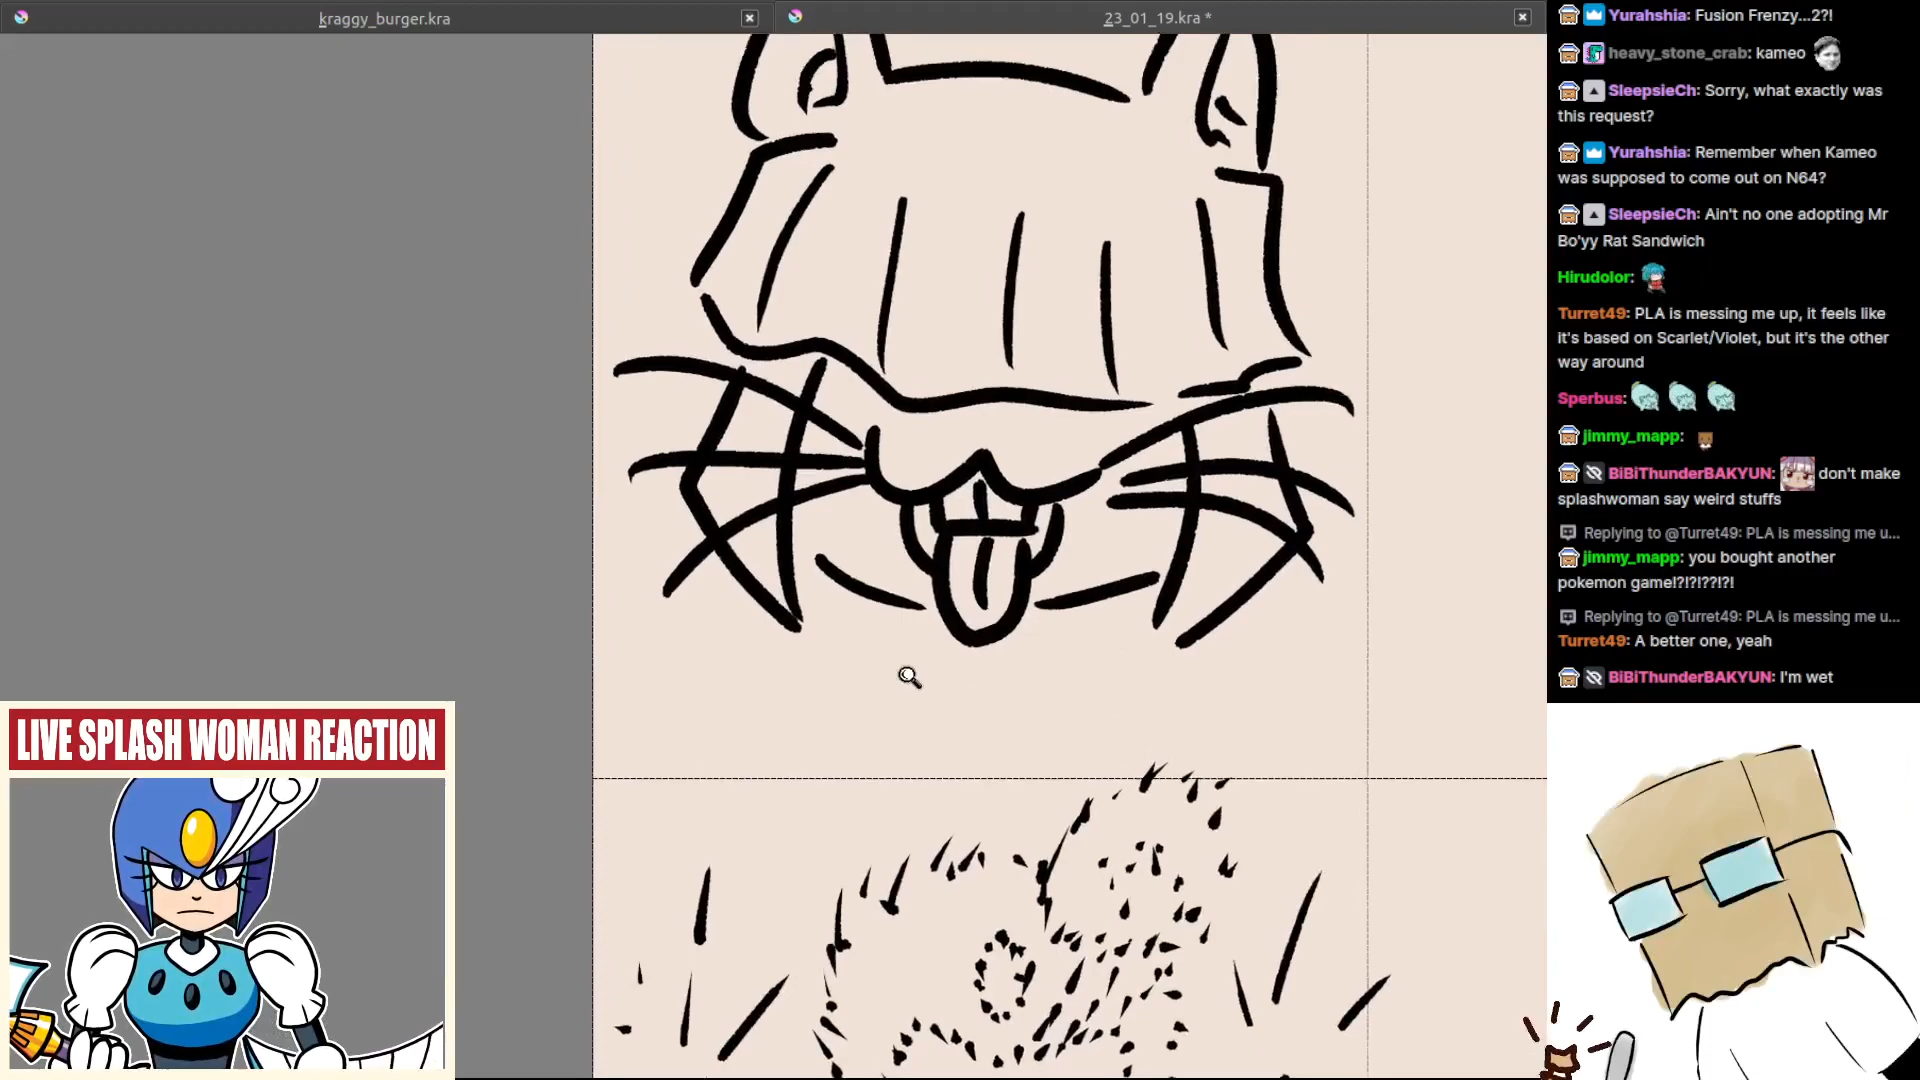 kraggy_burger.kra
23_01_19.kra *
Yurahshia: Fusion Frenzy...2?!
heavy_stone_crab: kameo
SleepsieCh: Sorry, what exactly was
this request?
Yurahshia: Remember when Kameo
was supposed to come out on N64?
SleepsieCh: Ain't no one adopting Mr
Bo'yy Rat Sandwich
Hirudolor:
Turret49: PLA is messing me up, it feels like
it's based on Scarlet/Violet, but it's the other
way around
Sperbus:
jimmy_mapp:
BiBiThunderBAKYUN: don't make
splashwoman say weird stuffs
Replying to @Turret49: PLA is messing me u...
jimmy_mapp: you bought another
pokemon game!?!?!??!?!
Replying to @Turret49: PLA is messing me u...
Turret49: A better one, yeah
BiBiThunderBAKYUN: I'm wet
LIVE SPLASH WOMAN REACTION